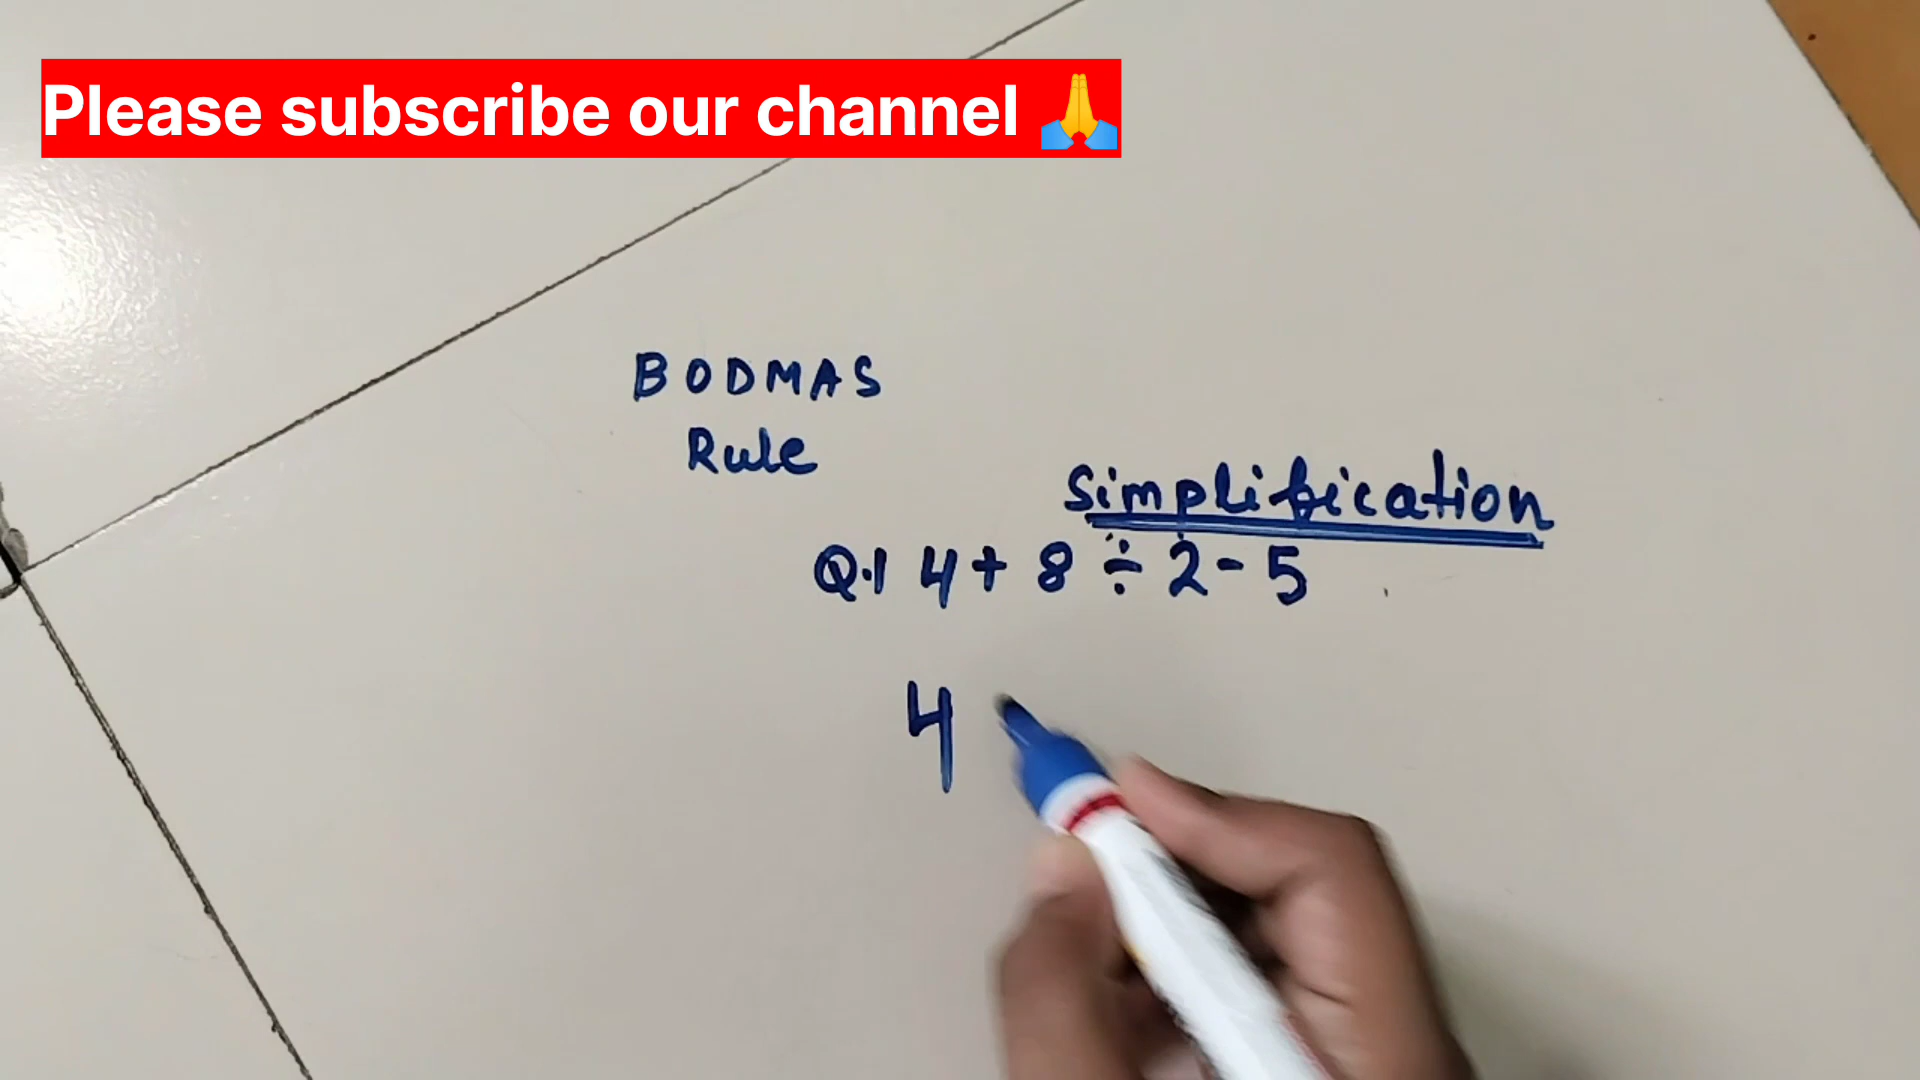 Please subscribe our channel 🙏
BODMAS
Rule
Simplification
Q.1 4 + 8 ÷ 2 - 5
4